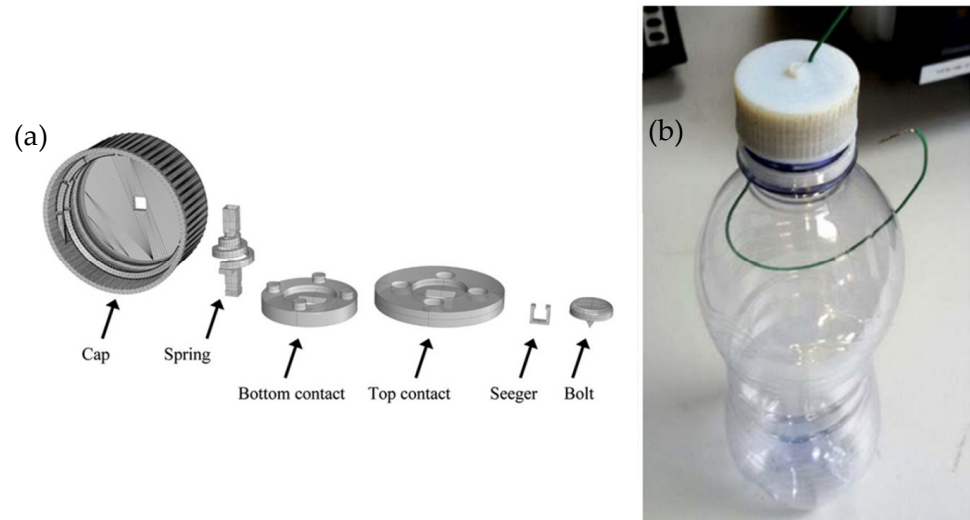 (a)
(b)
Cap
Spring
Bottom contact
Top contact
Seeger
Bolt